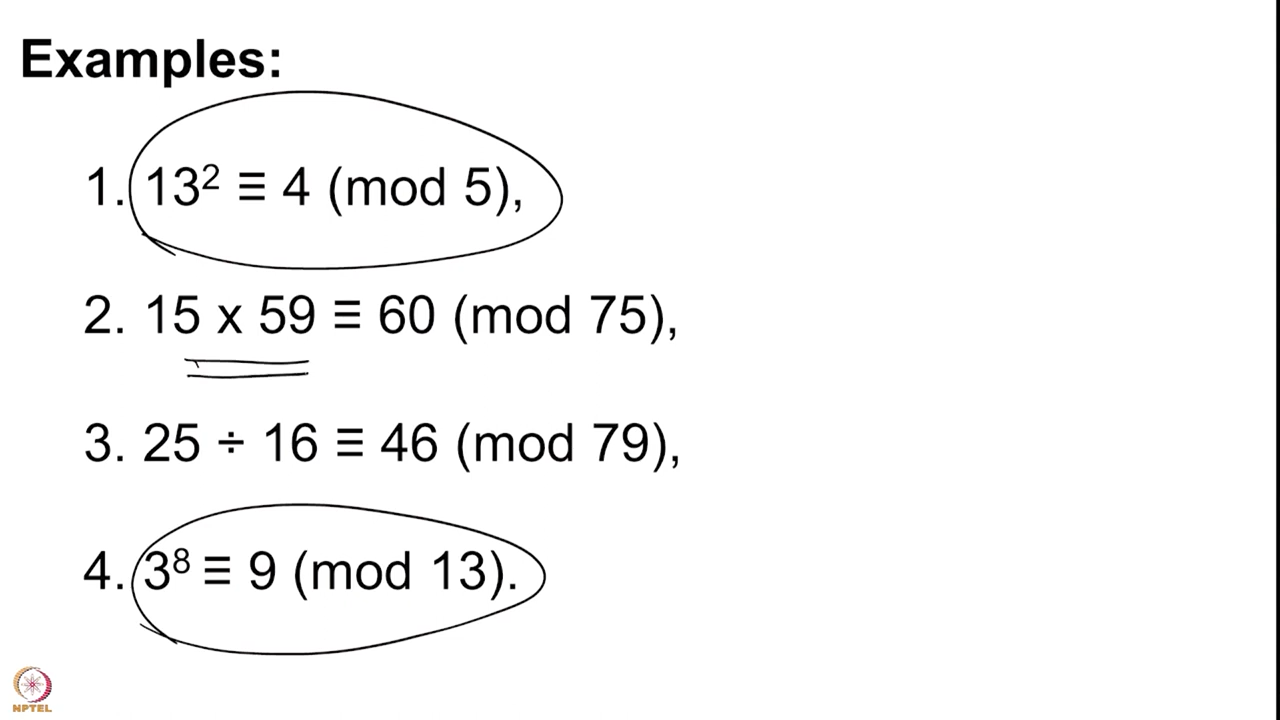 Examples:
1. 13² ≡ 4 (mod 5),
2. 15 x 59 ≡ 60 (mod 75),
3. 25 ÷ 16 ≡ 46 (mod 79),
4. 3⁸ ≡ 9 (mod 13).
NPTEL